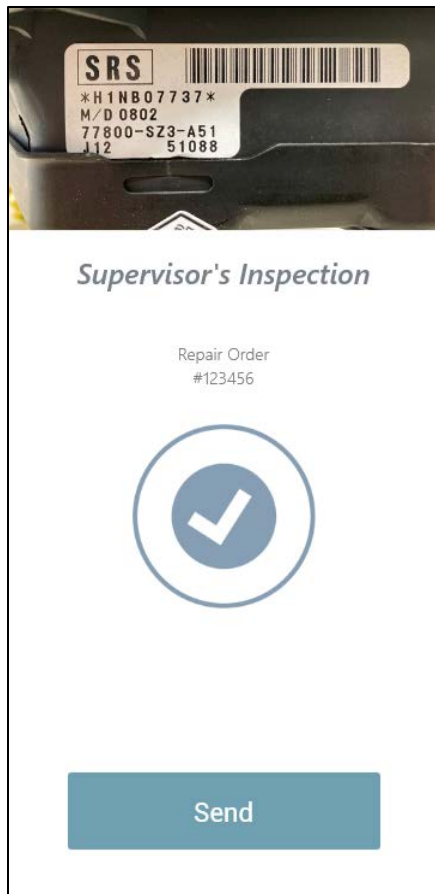 SRS
*H1NB07737*
M/D 0802
77800-SZ3-A51
J12 51088
Supervisor's Inspection
Repair Order
#123456
Send